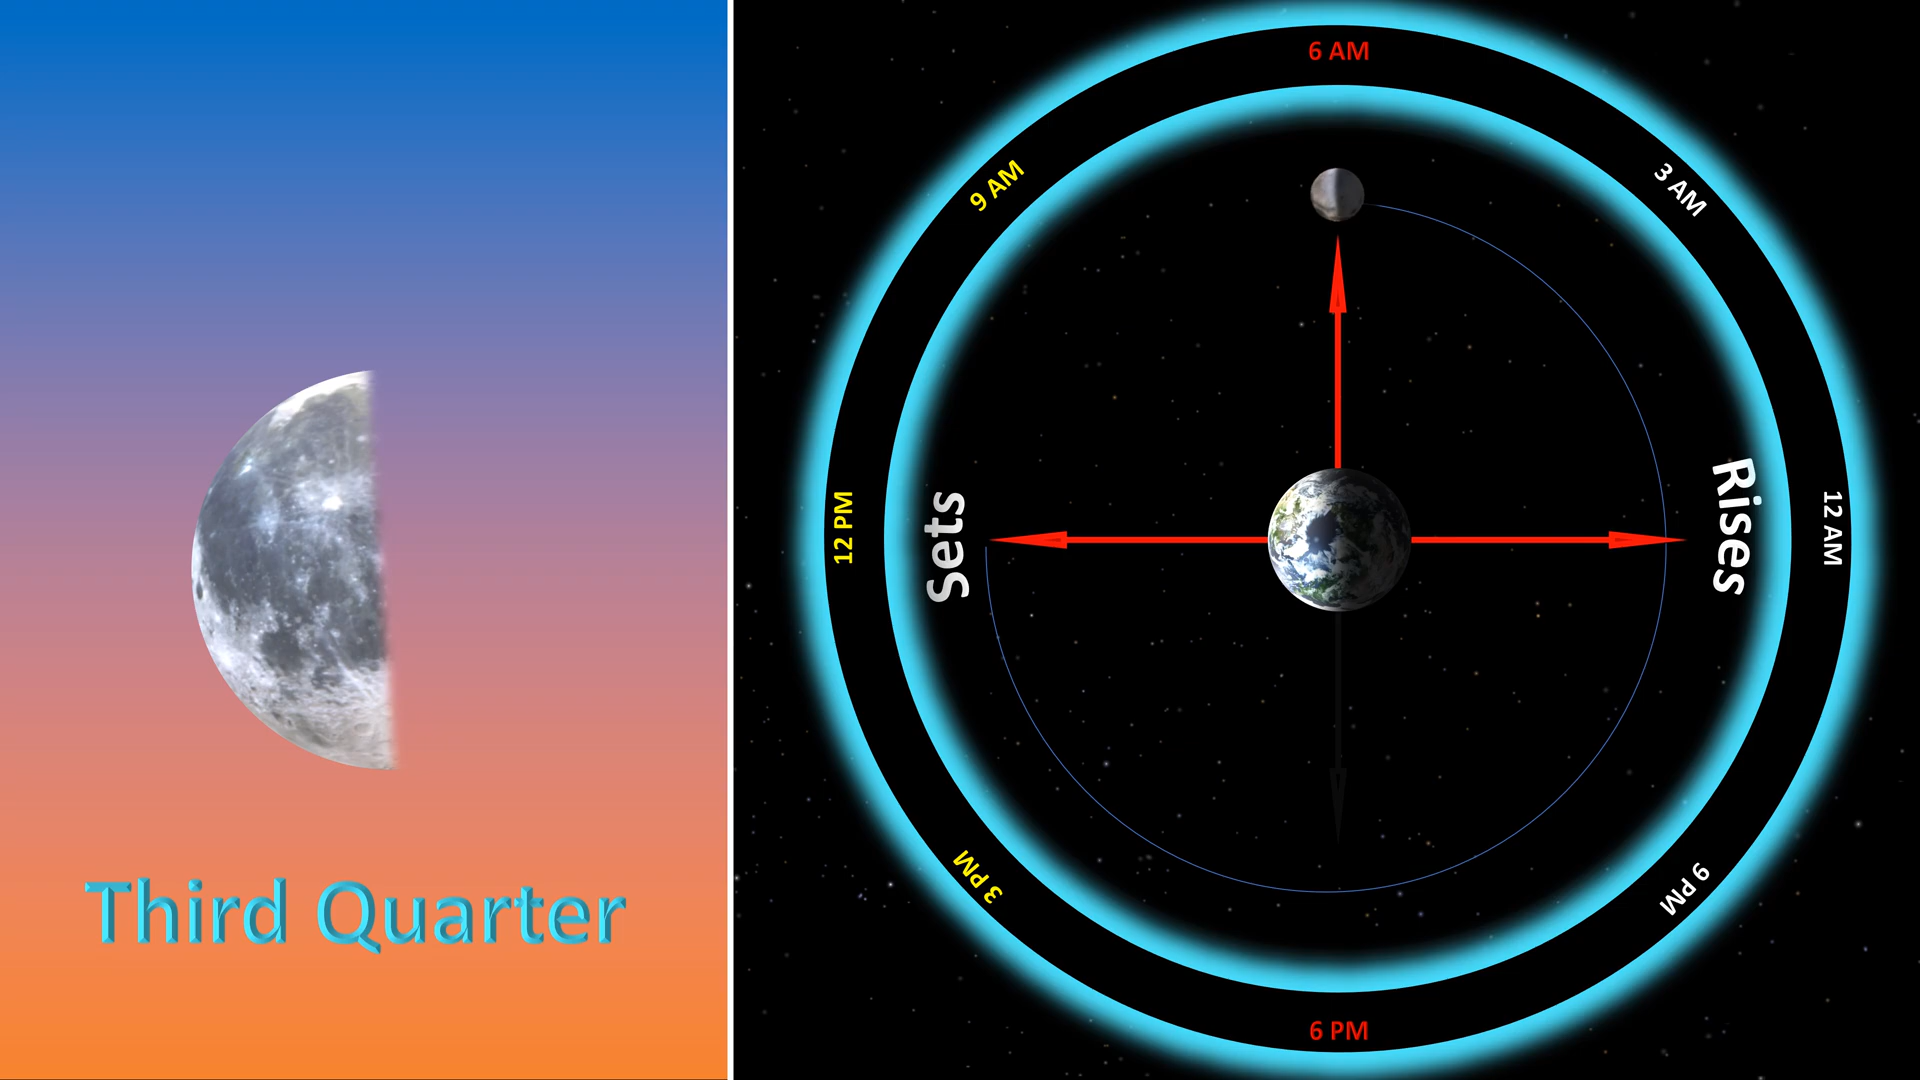 Third Quarter
6 AM
3 AM
12 AM
9 PM
6 PM
3 PM
12 PM
9 AM
Sets
Rises